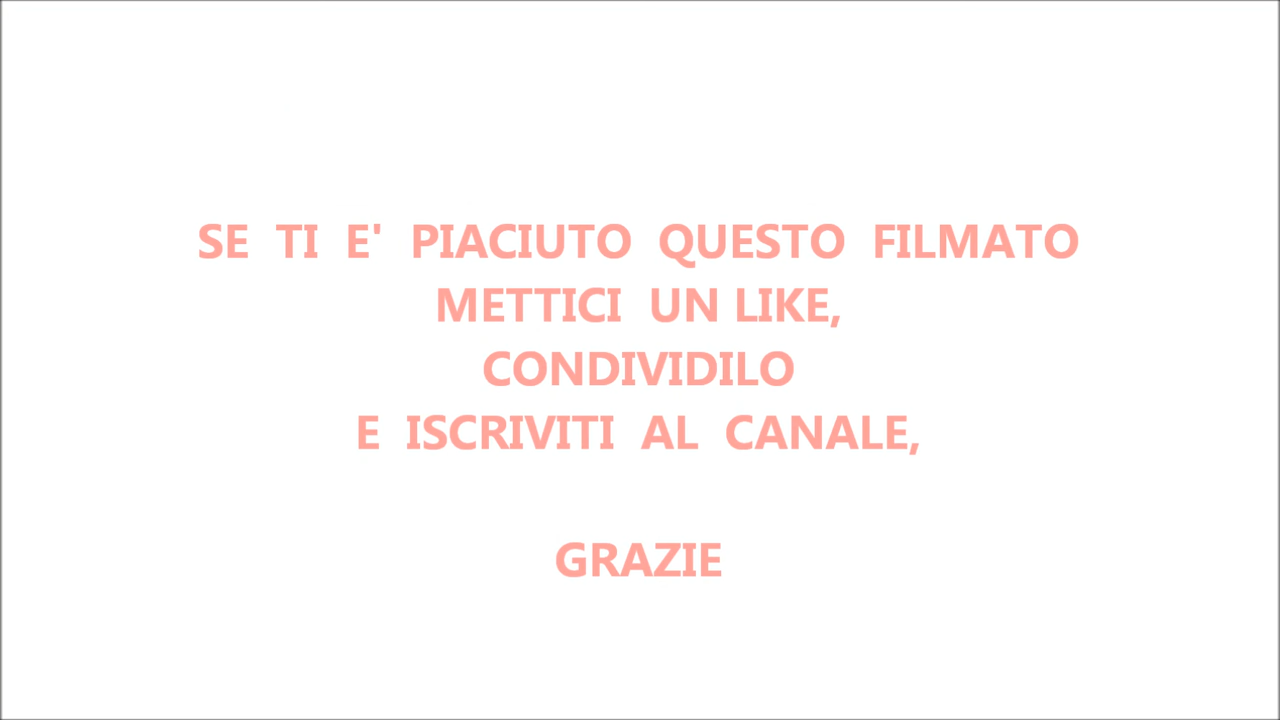 SE TI E' PIACIUTO QUESTO FILMATO
METTICI UN LIKE,
CONDIVIDILO
E ISCRIVITI AL CANALE,
GRAZIE